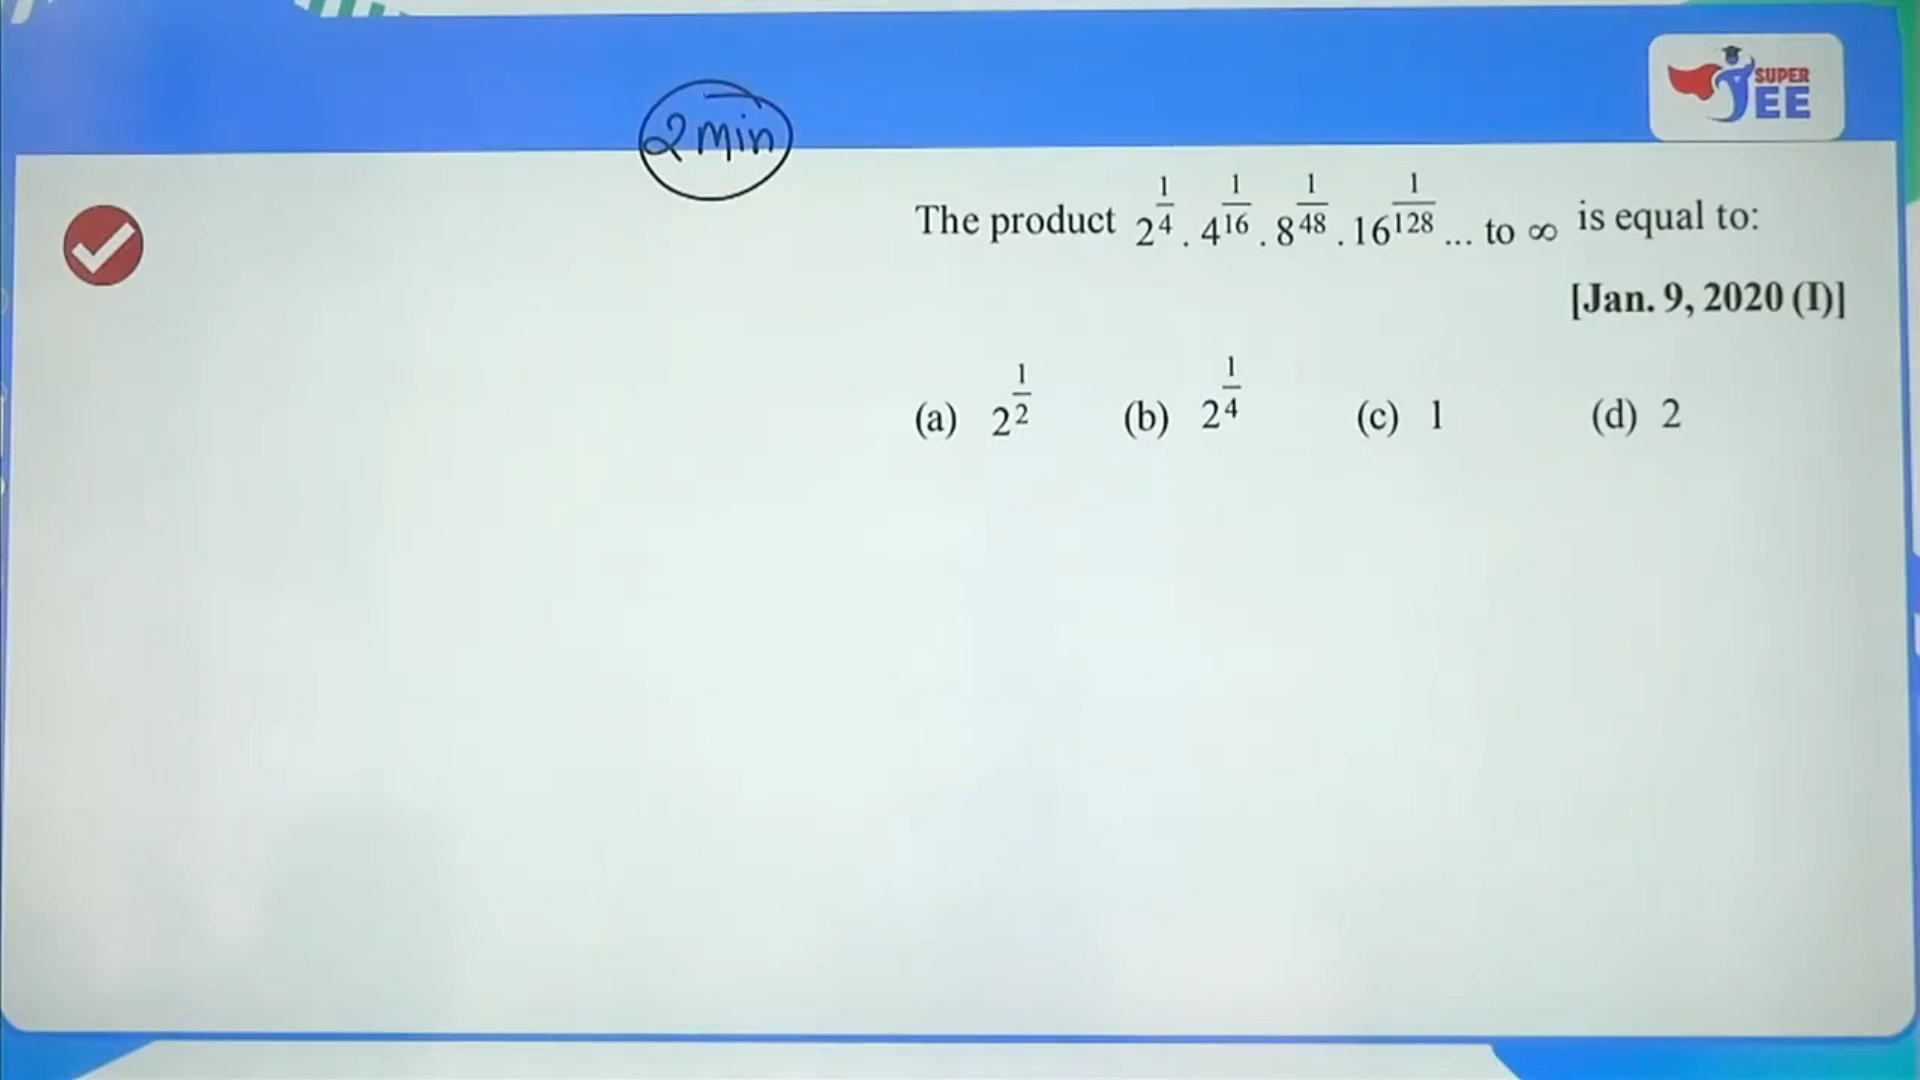 SUPER
JEE
2 min
The product 2^{1/4} . 4^{1/16} . 8^{1/48} . 16^{1/128} ... to ∞ is equal to:
[Jan. 9, 2020 (I)]
(a) 2^{1/2} (b) 2^{1/4} (c) 1 (d) 2